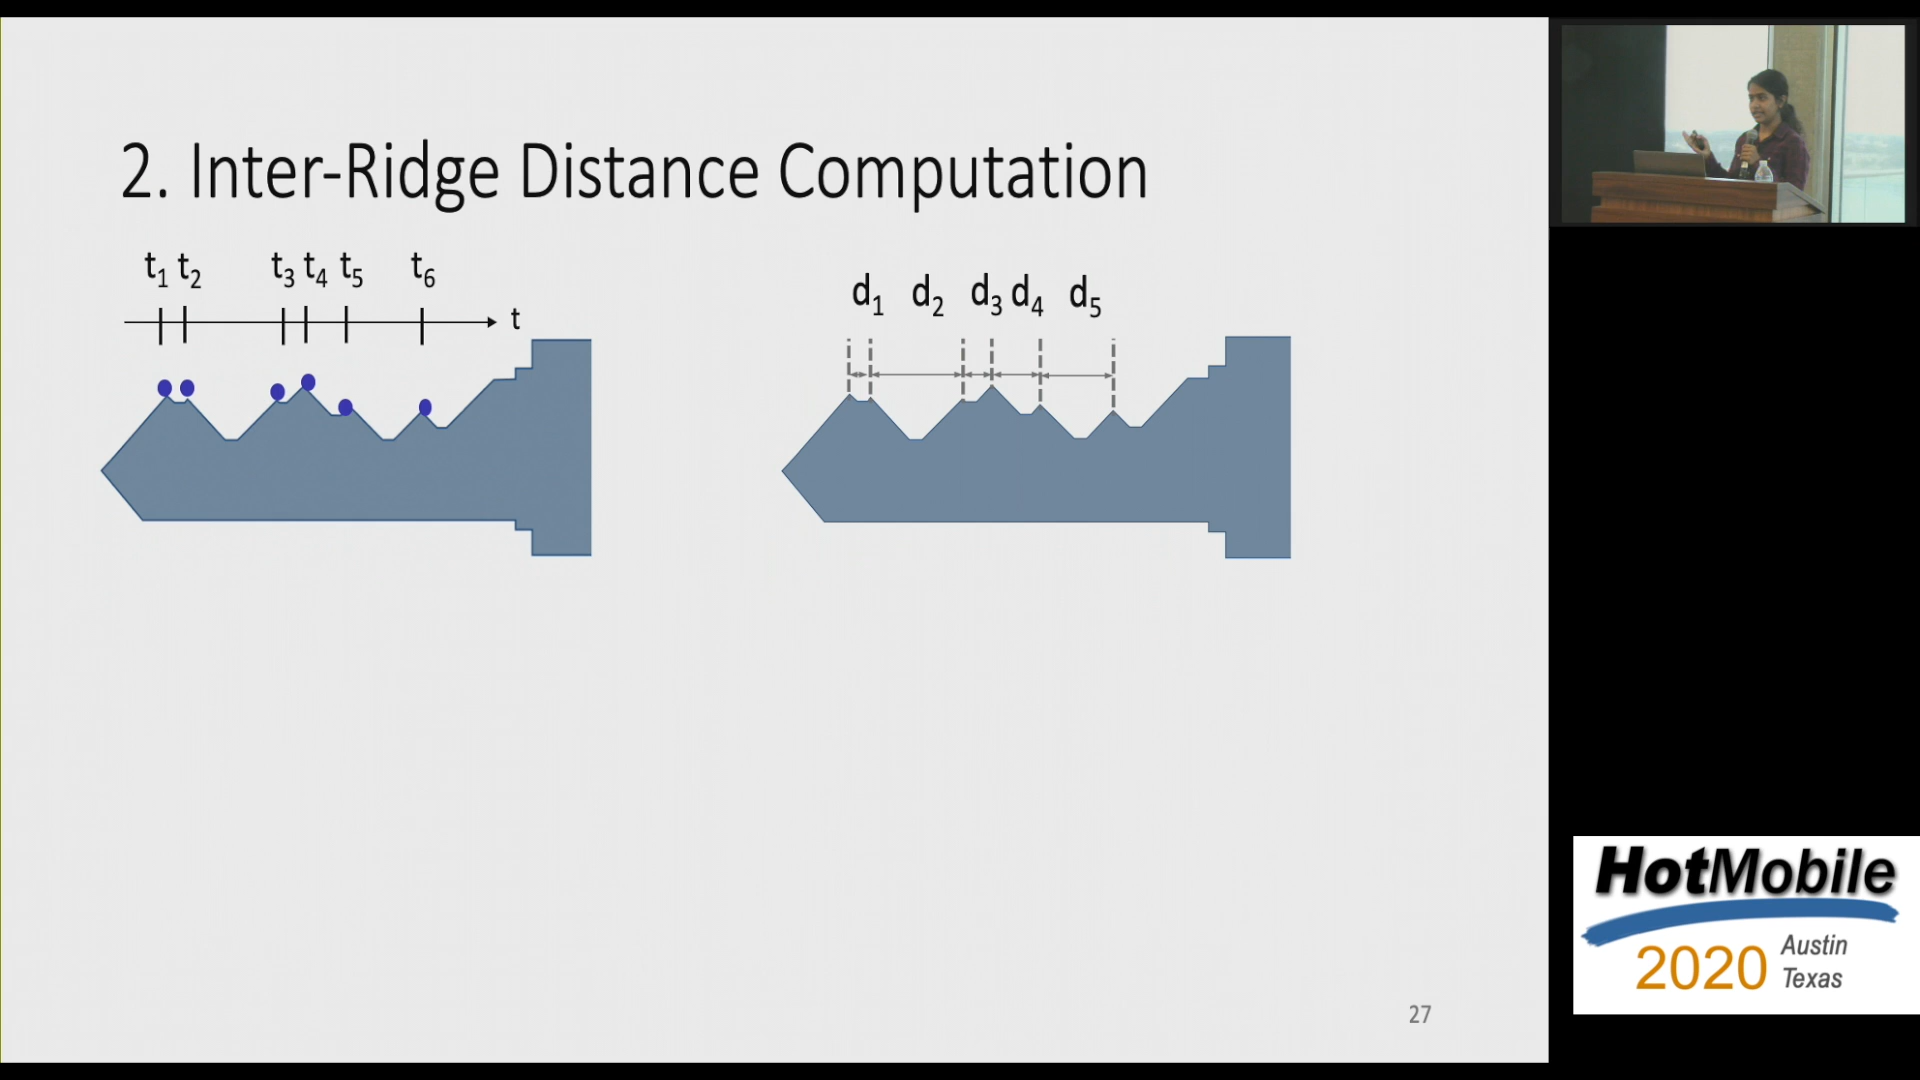 2. Inter-Ridge Distance Computation
t1 t2 t3 t4 t5 t6
t
d1 d2 d3 d4 d5
27
HotMobile
2020 Austin
Texas